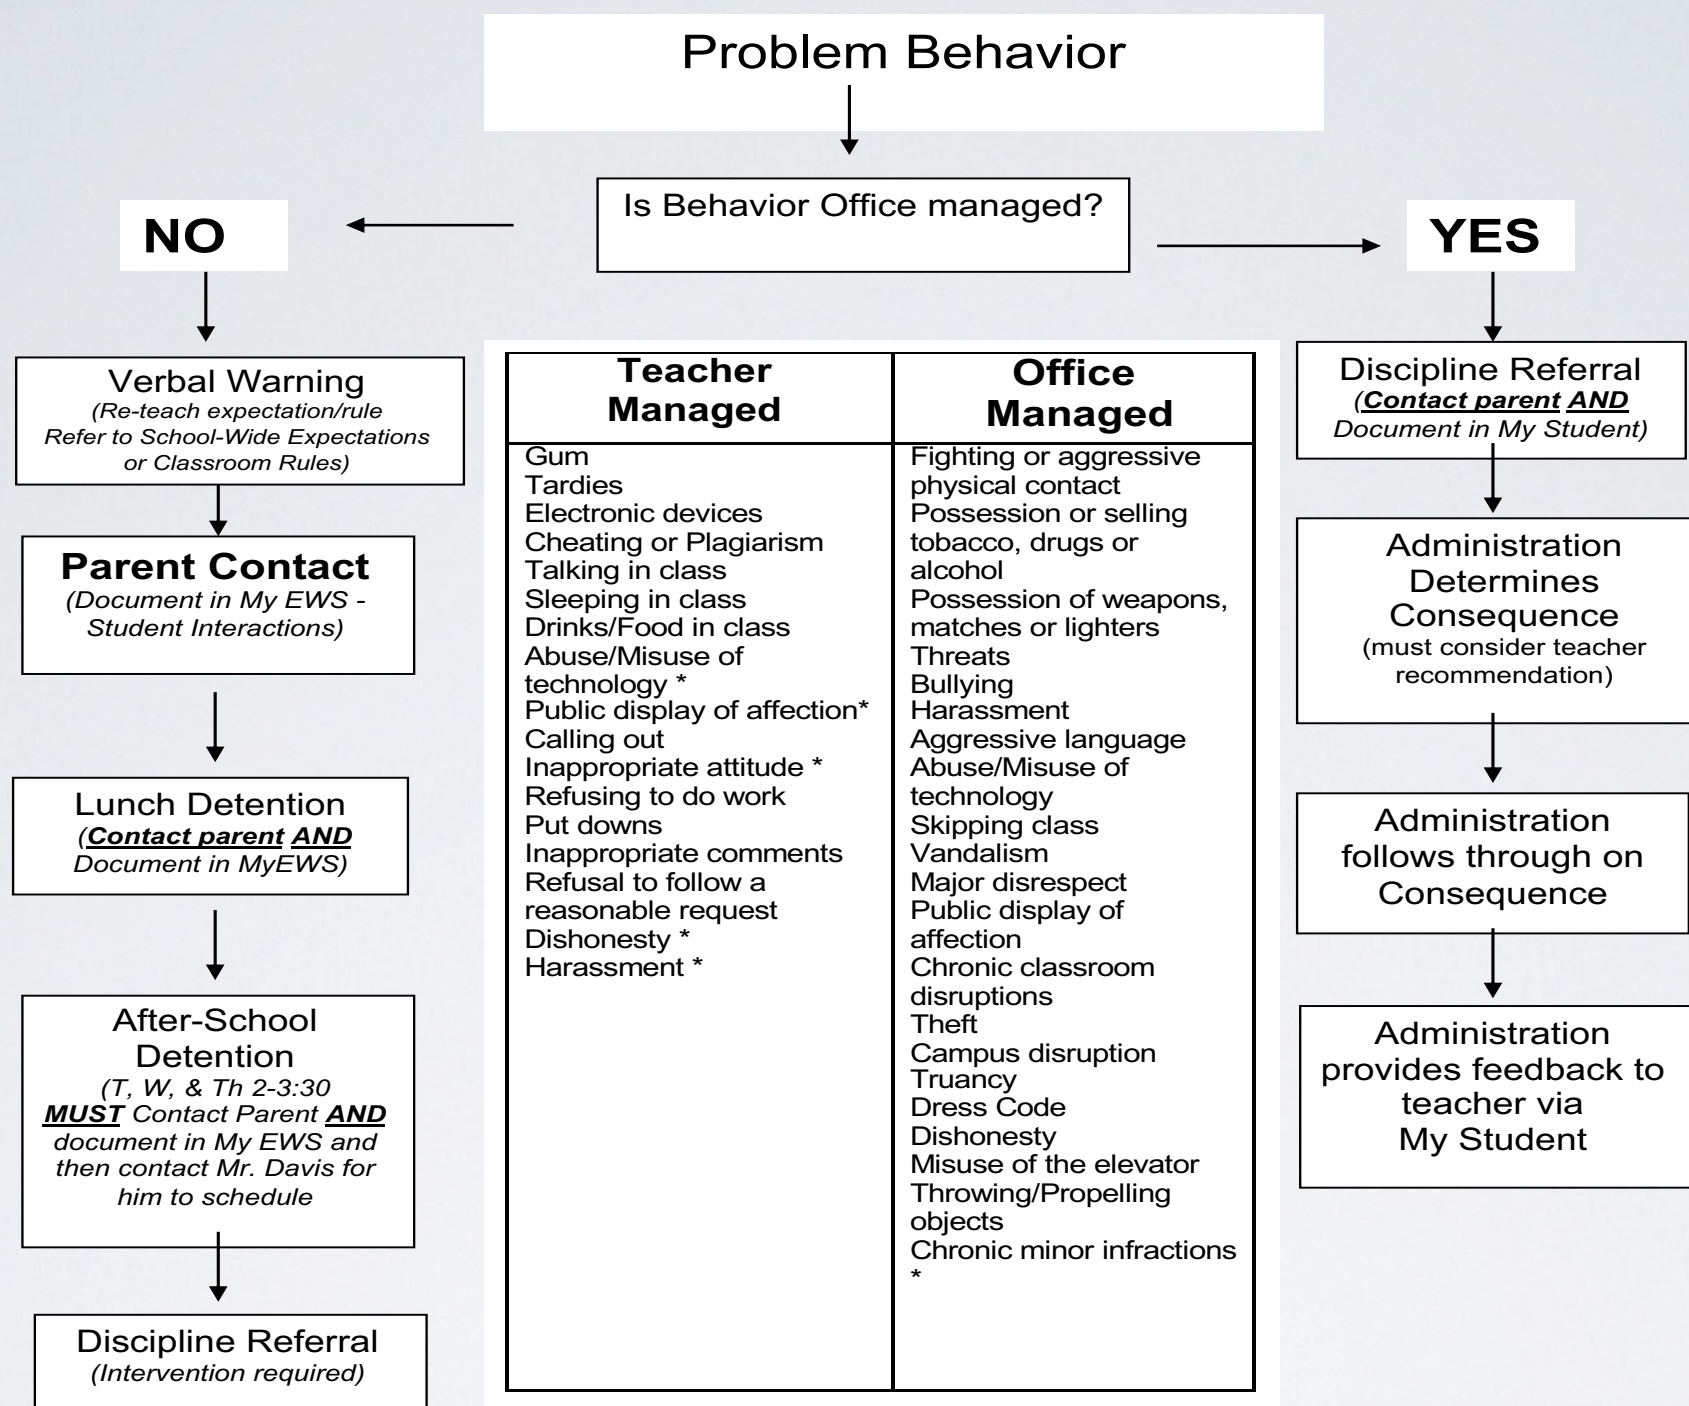 Problem Behavior
Is Behavior Office managed?
NO
YES
Verbal Warning
(Re-teach expectation/rule
Refer to School-Wide Expectations
or Classroom Rules)
Parent Contact
(Document in My EWS -
Student Interactions)
Lunch Detention
(Contact parent AND
Document in MyEWS)
After-School
Detention
(T, W, & Th 2-3:30
MUST Contact Parent AND
document in My EWS and
then contact Mr. Davis for
him to schedule
Discipline Referral
(Intervention required)
Teacher
Managed
Gum
Tardies
Electronic devices
Cheating or Plagiarism
Talking in class
Sleeping in class
Drinks/Food in class
Abuse/Misuse of
technology *
Public display of affection*
Calling out
Inappropriate attitude *
Refusing to do work
Put downs
Inappropriate comments
Refusal to follow a
reasonable request
Dishonesty *
Harassment *
Office
Managed
Fighting or aggressive
physical contact
Possession or selling
tobacco, drugs or
alcohol
Possession of weapons,
matches or lighters
Threats
Bullying
Harassment
Aggressive language
Abuse/Misuse of
technology
Skipping class
Vandalism
Major disrespect
Public display of
affection
Chronic classroom
disruptions
Theft
Campus disruption
Truancy
Dress Code
Dishonesty
Misuse of the elevator
Throwing/Propelling
objects
Chronic minor infractions
*
Discipline Referral
(Contact parent AND
Document in My Student)
Administration
Determines
Consequence
(must consider teacher
recommendation)
Administration
follows through on
Consequence
Administration
provides feedback to
teacher via
My Student